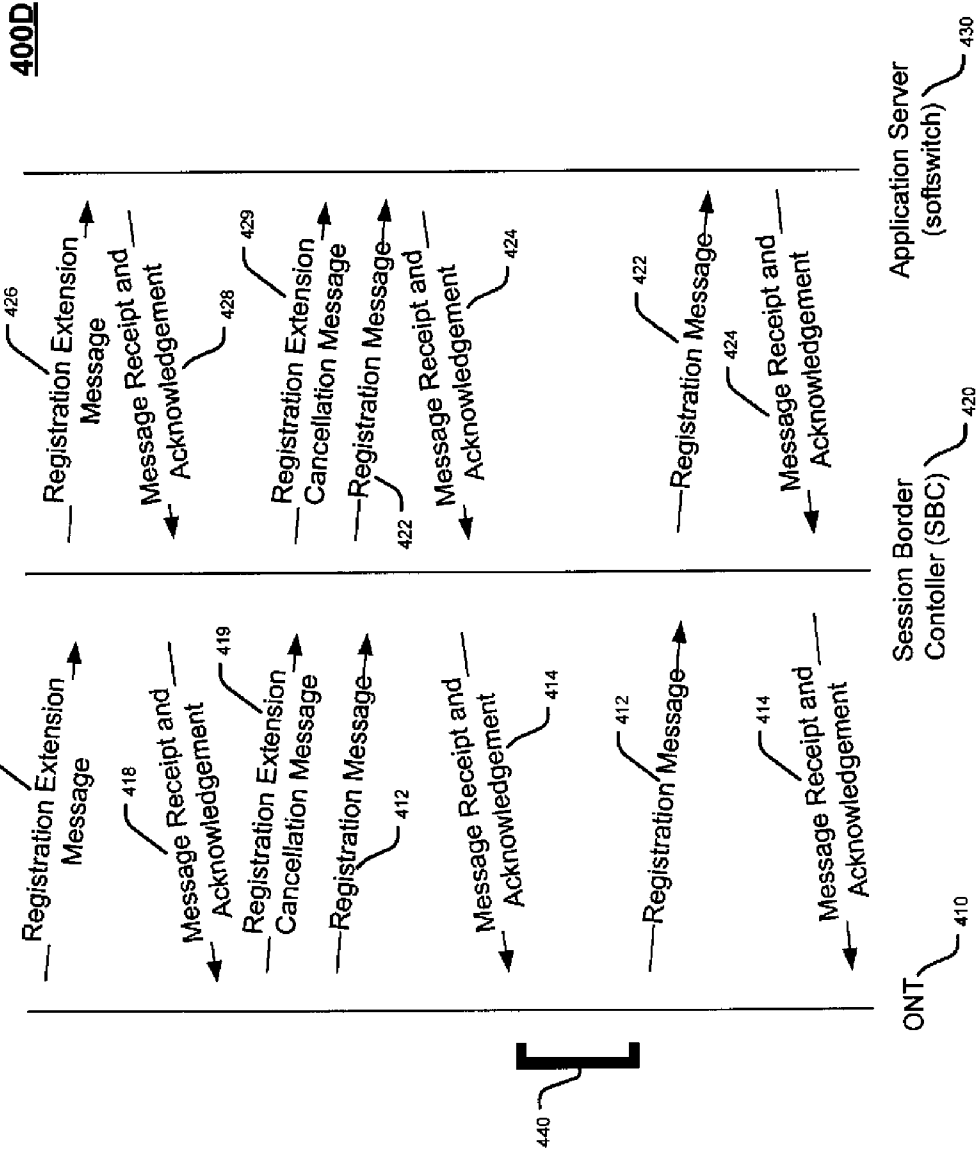 400D
Registration Extension
Message
418
Message Receipt and
Acknowledgement
419
Registration Extension
Cancellation Message
Registration Message
412
Message Receipt and
Acknowledgement
414
440
412
Registration Message
414
Message Receipt and
Acknowledgement
426
Registration Extension
Message
Message Receipt and
Acknowledgement
428
429
Registration Extension
Cancellation Message
Registration Message
422
Message Receipt and
Acknowledgement
424
422
Registration Message
424
Message Receipt and
Acknowledgement
ONT
410
Session Border
Contoller (SBC)
420
Application Server
(softswitch)
430